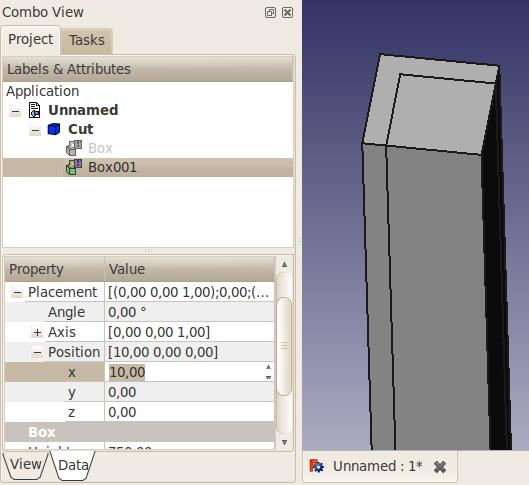 Combo View
Project Tasks
Labels & Attributes
Application
Unnamed
Cut
Box
Box001
Property Value
Placement [(0,00 0,00 1,00);0,00;(...
Angle 0,00 °
Axis [0,00 0,00 1,00]
Position [10,00 0,00 0,00]
x 10,00
y 0,00
z 0,00
Box
View Data
Unnamed : 1*